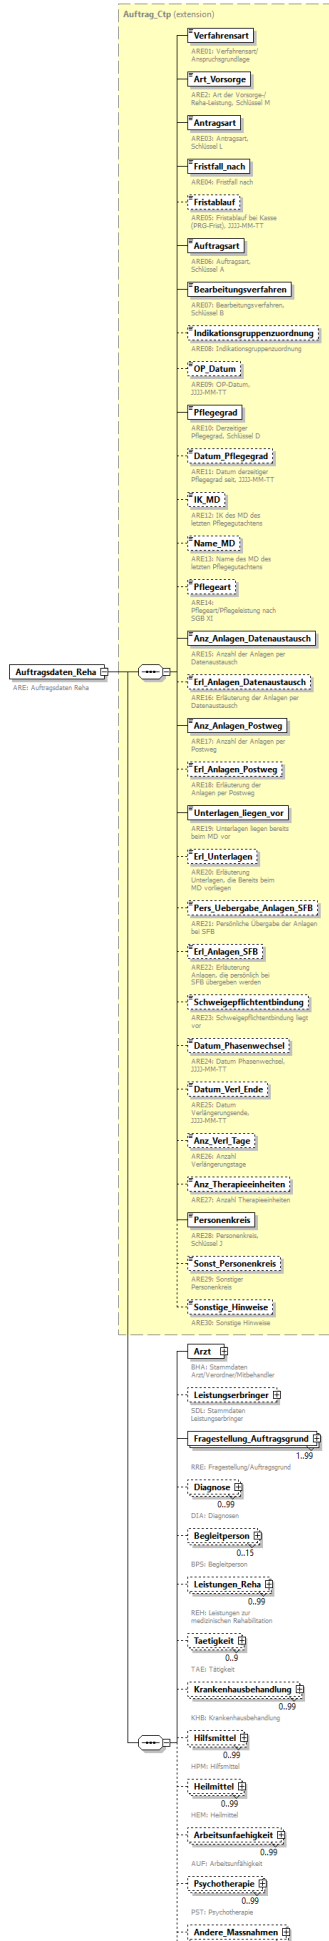 Auftrag_Ctp (extension)
Verfahrensart
ARE01: Verfahrensart/
Anspruchsgrundlage
Art_Vorsorge
ARE2: Art der Vorsorge-/
Reha-Leistung, Schlüssel M
Antragsart
ARE03: Antragsart,
Schlüssel L
Fristfall_nach
ARE04: Fristfall nach
Fristablauf
ARE05: Fristablauf bei Kasse
(PRG-Frist), JJJJ-MM-TT
Auftragsart
ARE06: Auftragsart,
Schlüssel A
Bearbeitungsverfahren
ARE07: Bearbeitungsverfahren,
Schlüssel B
Indikationsgruppenzuordnung
ARE08: Indikationsgruppenzuordnung
OP_Datum
ARE09: OP-Datum,
JJJJ-MM-TT
Pflegegrad
ARE10: Derzeitiger
Pflegegrad, Schlüssel D
Datum_Pflegegrad
ARE11: Datum derzeitiger
Pflegegrad seit, JJJJ-MM-TT
IK_MD
ARE12: IK des MD des
letzten Pflegegutachtens
Name_MD
ARE13: Name des MD des
letzten Pflegegutachtens
Pflegeart
ARE14:
Pflegeart/Pflegeleistung nach
SGB XI
Anz_Anlagen_Datenaustausch
ARE15: Anzahl der Anlagen per
Datenaustausch
Auftragsdaten_Reha
ARE: Auftragsdaten Reha
Erl_Anlagen_Datenaustausch
ARE16: Erläuterung der Anlagen per
Datenaustausch
Anz_Anlagen_Postweg
ARE17: Anzahl der Anlagen per
Postweg
Erl_Anlagen_Postweg
ARE18: Erläuterung der
Anlagen per Postweg
Unterlagen_liegen_vor
ARE19: Unterlagen liegen bereits
beim MD vor
Erl_Unterlagen
ARE20: Erläuterung
Unterlagen, die Bereits beim
MD vorliegen
Pers_Uebergabe_Anlagen_SFB
ARE21: Persönliche Übergabe der Anlagen
bei SFB
Erl_Anlagen_SFB
ARE22: Erläuterung
Anlagen, die persönlich bei
SFB übergeben werden
Schweigepflichtentbindung
ARE23: Schweigepflichtentbindung liegt
vor
Datum_Phasenwechsel
ARE24: Datum Phasenwechsel,
JJJJ-MM-TT
Datum_Verl_Ende
ARE25: Datum
Verlängerungsende,
JJJJ-MM-TT
Anz_Verl_Tage
ARE26: Anzahl
Verlängerungstage
Anz_Therapieeinheiten
ARE27: Anzahl Therapieeinheiten
Personenkreis
ARE28: Personenkreis,
Schlüssel J
Sonst_Personenkreis
ARE29: Sonstiger
Personenkreis
Sonstige_Hinweise
ARE30: Sonstige Hinweise
Arzt
BHA: Stammdaten
Arzt/Verordner/Mitbehandler
Leistungserbringer
SDL: Stammdaten
Leistungserbringer
Fragestellung_Auftragsgrund
1..99
RRE: Fragestellung/Auftragsgrund
Diagnose
0..99
DIA: Diagnosen
Begleitperson
0..15
BPS: Begleitperson
Leistungen_Reha
0..99
REH: Leistungen zur
medizinischen Rehabilitation
Taetigkeit
0..9
TAE: Tätigkeit
Krankenhausbehandlung
0..99
KHB: Krankenhausbehandlung
Hilfsmittel
0..99
HPM: Hilfsmittel
Heilmittel
0..99
HEM: Heilmittel
Arbeitsunfaehigkeit
0..99
AUF: Arbeitsunfähigkeit
Psychotherapie
0..99
PST: Psychotherapie
Andere_Massnahmen